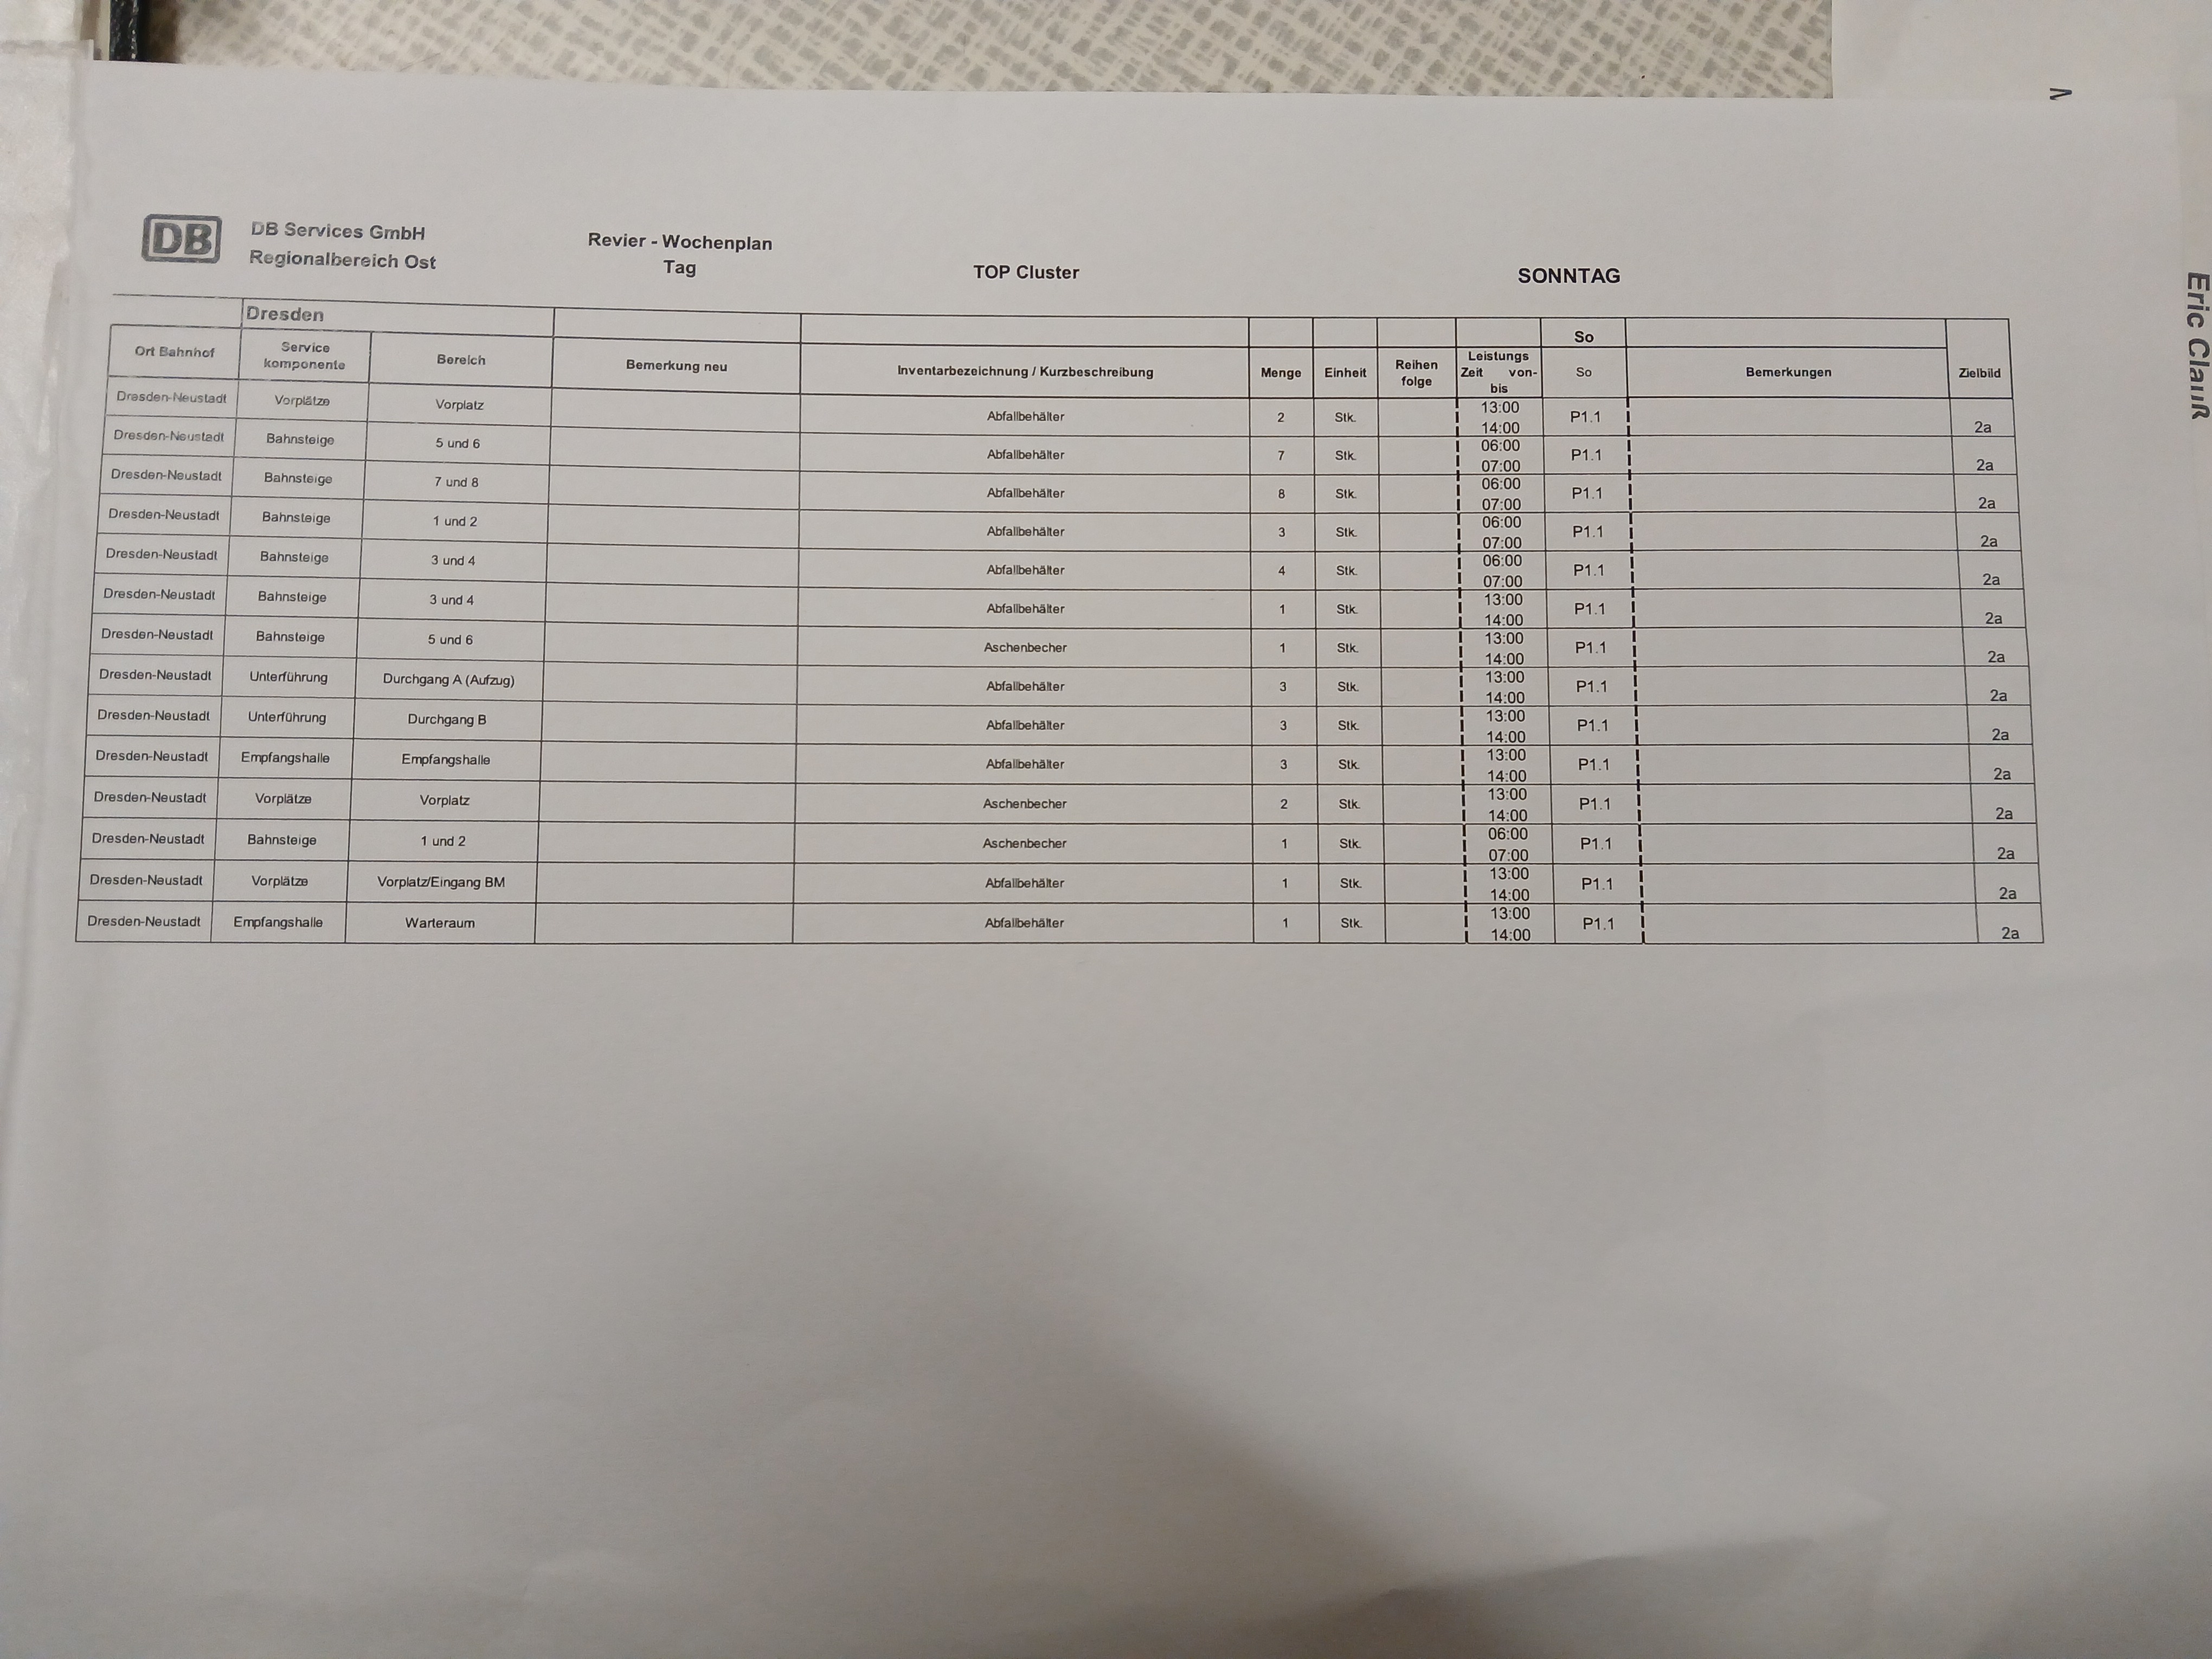 DB
DB Services GmbH
Regionalbereich Ost
Revier - Wochenplan
Tag
TOP Cluster
SONNTAG
Eric Clauß
Dresden
So
Ort Bahnhof Service komponente Bereich Bemerkung neu Inventarbezeichnung / Kurzbeschreibung Menge Einheit Reihen folge Leistungs Zeit von-bis So Bemerkungen Zielbild
Dresden-Neustadt Vorplätze Vorplatz Abfallbehälter 2 Stk. 13:00 14:00 P1.1 2a
Dresden-Neustadt Bahnsteige 5 und 6 Abfallbehälter 7 Stk. 06:00 07:00 P1.1 2a
Dresden-Neustadt Bahnsteige 7 und 8 Abfallbehälter 8 Stk. 06:00 07:00 P1.1 2a
Dresden-Neustadt Bahnsteige 1 und 2 Abfallbehälter 3 Stk. 06:00 07:00 P1.1 2a
Dresden-Neustadt Bahnsteige 3 und 4 Abfallbehälter 4 Stk. 06:00 07:00 P1.1 2a
Dresden-Neustadt Bahnsteige 3 und 4 Abfallbehälter 1 Stk. 13:00 14:00 P1.1 2a
Dresden-Neustadt Bahnsteige 5 und 6 Aschenbecher 1 Stk. 13:00 14:00 P1.1 2a
Dresden-Neustadt Unterführung Durchgang A (Aufzug) Abfallbehälter 3 Stk. 13:00 14:00 P1.1 2a
Dresden-Neustadt Unterführung Durchgang B Abfallbehälter 3 Stk. 13:00 14:00 P1.1 2a
Dresden-Neustadt Empfangshalle Empfangshalle Abfallbehälter 3 Stk. 13:00 14:00 P1.1 2a
Dresden-Neustadt Vorplätze Vorplatz Aschenbecher 2 Stk. 13:00 14:00 P1.1 2a
Dresden-Neustadt Bahnsteige 1 und 2 Aschenbecher 1 Stk. 06:00 07:00 P1.1 2a
Dresden-Neustadt Vorplätze Vorplatz/Eingang BM Abfallbehälter 1 Stk. 13:00 14:00 P1.1 2a
Dresden-Neustadt Empfangshalle Warteraum Abfallbehälter 1 Stk. 13:00 14:00 P1.1 2a